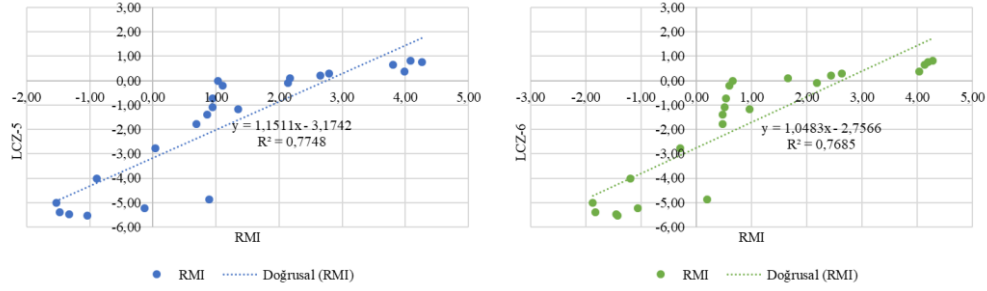 3,00
2,00
1,00
0,00
-2,00 -1,00 0,00 1,00 2,00 3,00 4,00 5,00
-1,00
-2,00
-3,00
-4,00
-5,00
-6,00
y = 1,1511x - 3,1742
R² = 0,7748
LCZ-5
RMI
RMI Doğrusal (RMI)
3,00
2,00
1,00
0,00
-3,00 -2,00 -1,00 0,00 1,00 2,00 3,00 4,00 5,00
-1,00
-2,00
-3,00
-4,00
-5,00
-6,00
y = 1,0483x - 2,7566
R² = 0,7685
LCZ-6
RMI
RMI Doğrusal (RMI)